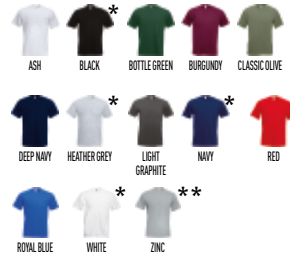 *
ASH BLACK BOTTLE GREEN BURGUNDY CLASSIC OLIVE
* *
DEEP NAVY HEATHER GREY LIGHT GRAPHITE NAVY RED
* **
ROYAL BLUE WHITE ZINC